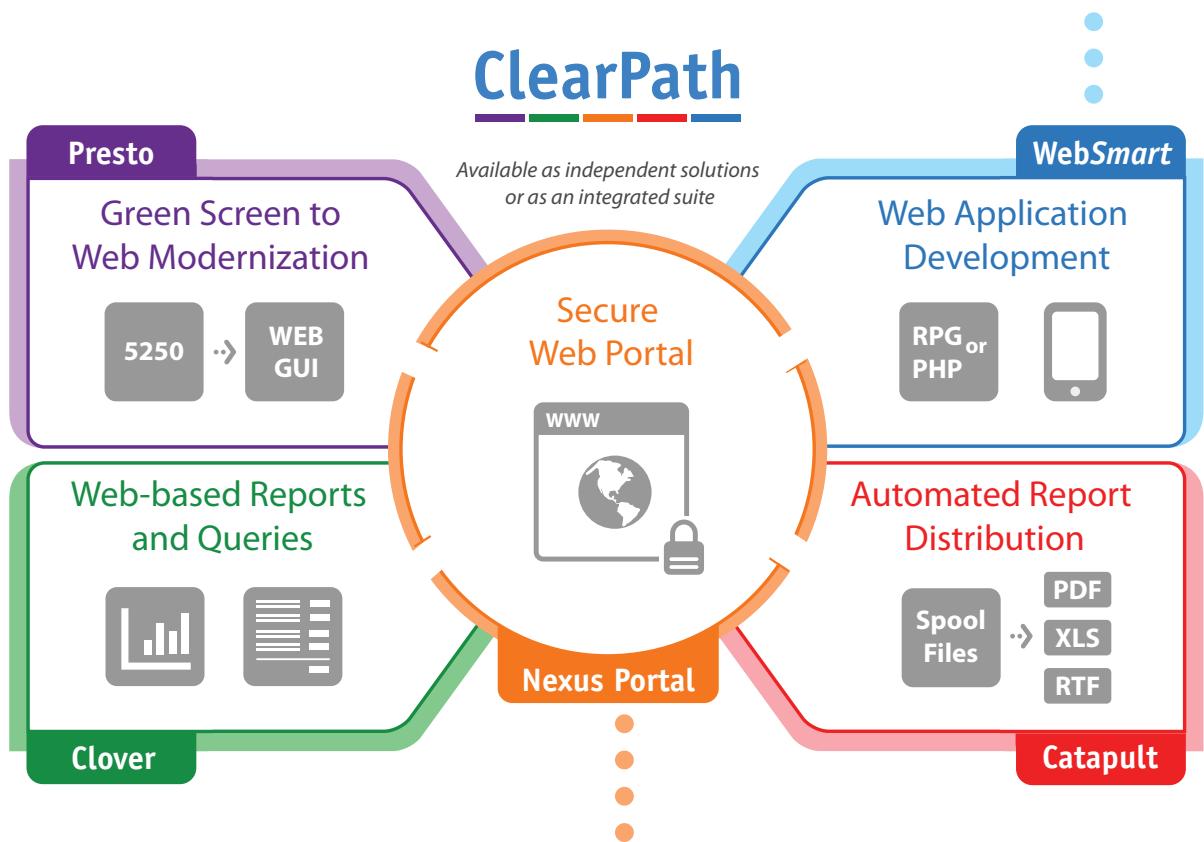 ClearPath
Available as independent solutions
or as an integrated suite
Presto
Green Screen to
Web Modernization
5250
WEB
GUI
WebSmart
Web Application
Development
RPG
or
PHP
Secure
Web Portal
WWW
Nexus Portal
Web-based Reports
and Queries
Clover
Automated Report
Distribution
Spool
Files
PDF
XLS
RTF
Catapult